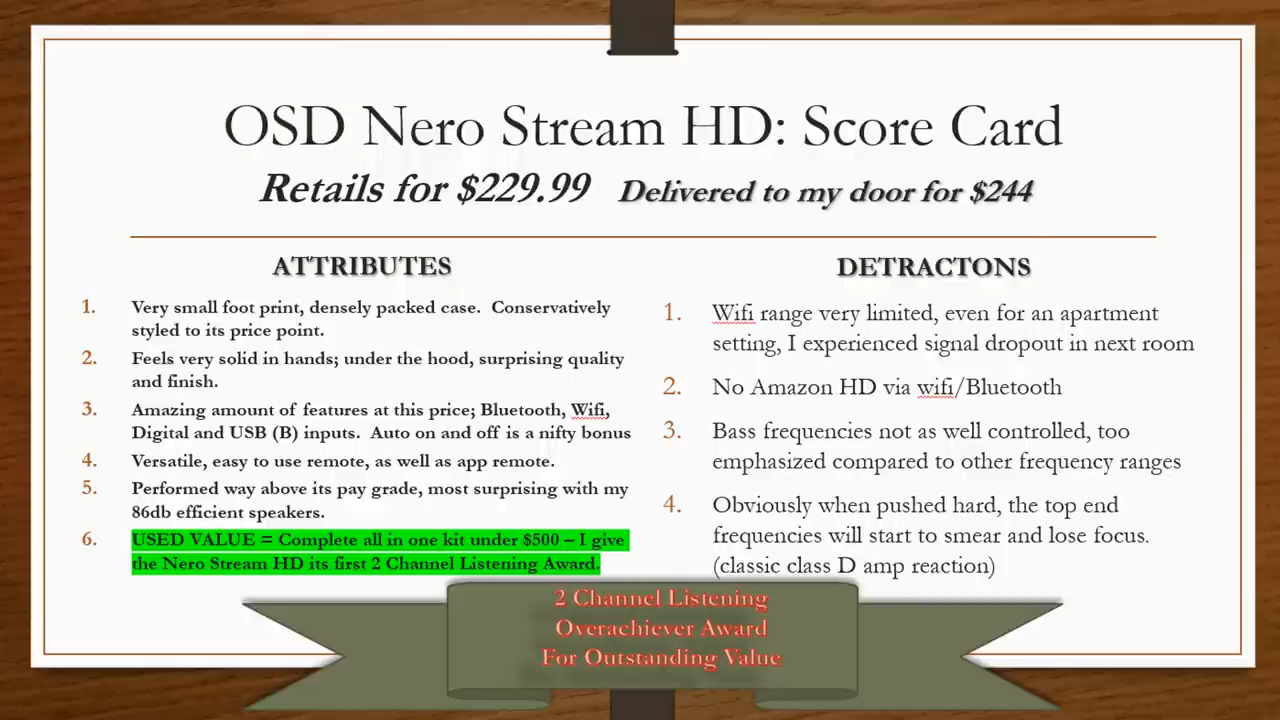 OSD Nero Stream HD: Score Card
Retails for $229.99 Delivered to my door for $244
ATTRIBUTES
1. Very small foot print, densely packed case. Conservatively
styled to its price point.
2. Feels very solid in hands; under the hood, surprising quality
and finish.
3. Amazing amount of features at this price; Bluetooth, Wifi,
Digital and USB (B) inputs. Auto on and off is a nifty bonus
4. Versatile, easy to use remote, as well as app remote.
5. Performed way above its pay grade, most surprising with my
86db efficient speakers.
6. USED VALUE = Complete all in one kit under $500 – I give
the Nero Stream HD its first 2 Channel Listening Award.
DETRACTONS
1. Wifi range very limited, even for an apartment
setting, I experienced signal dropout in next room
2. No Amazon HD via wifi/Bluetooth
3. Bass frequencies not as well controlled, too
emphasized compared to other frequency ranges
4. Obviously when pushed hard, the top end
frequencies will start to smear and lose focus.
(classic class D amp reaction)
2 Channel Listening
Overachiever Award
For Outstanding Value